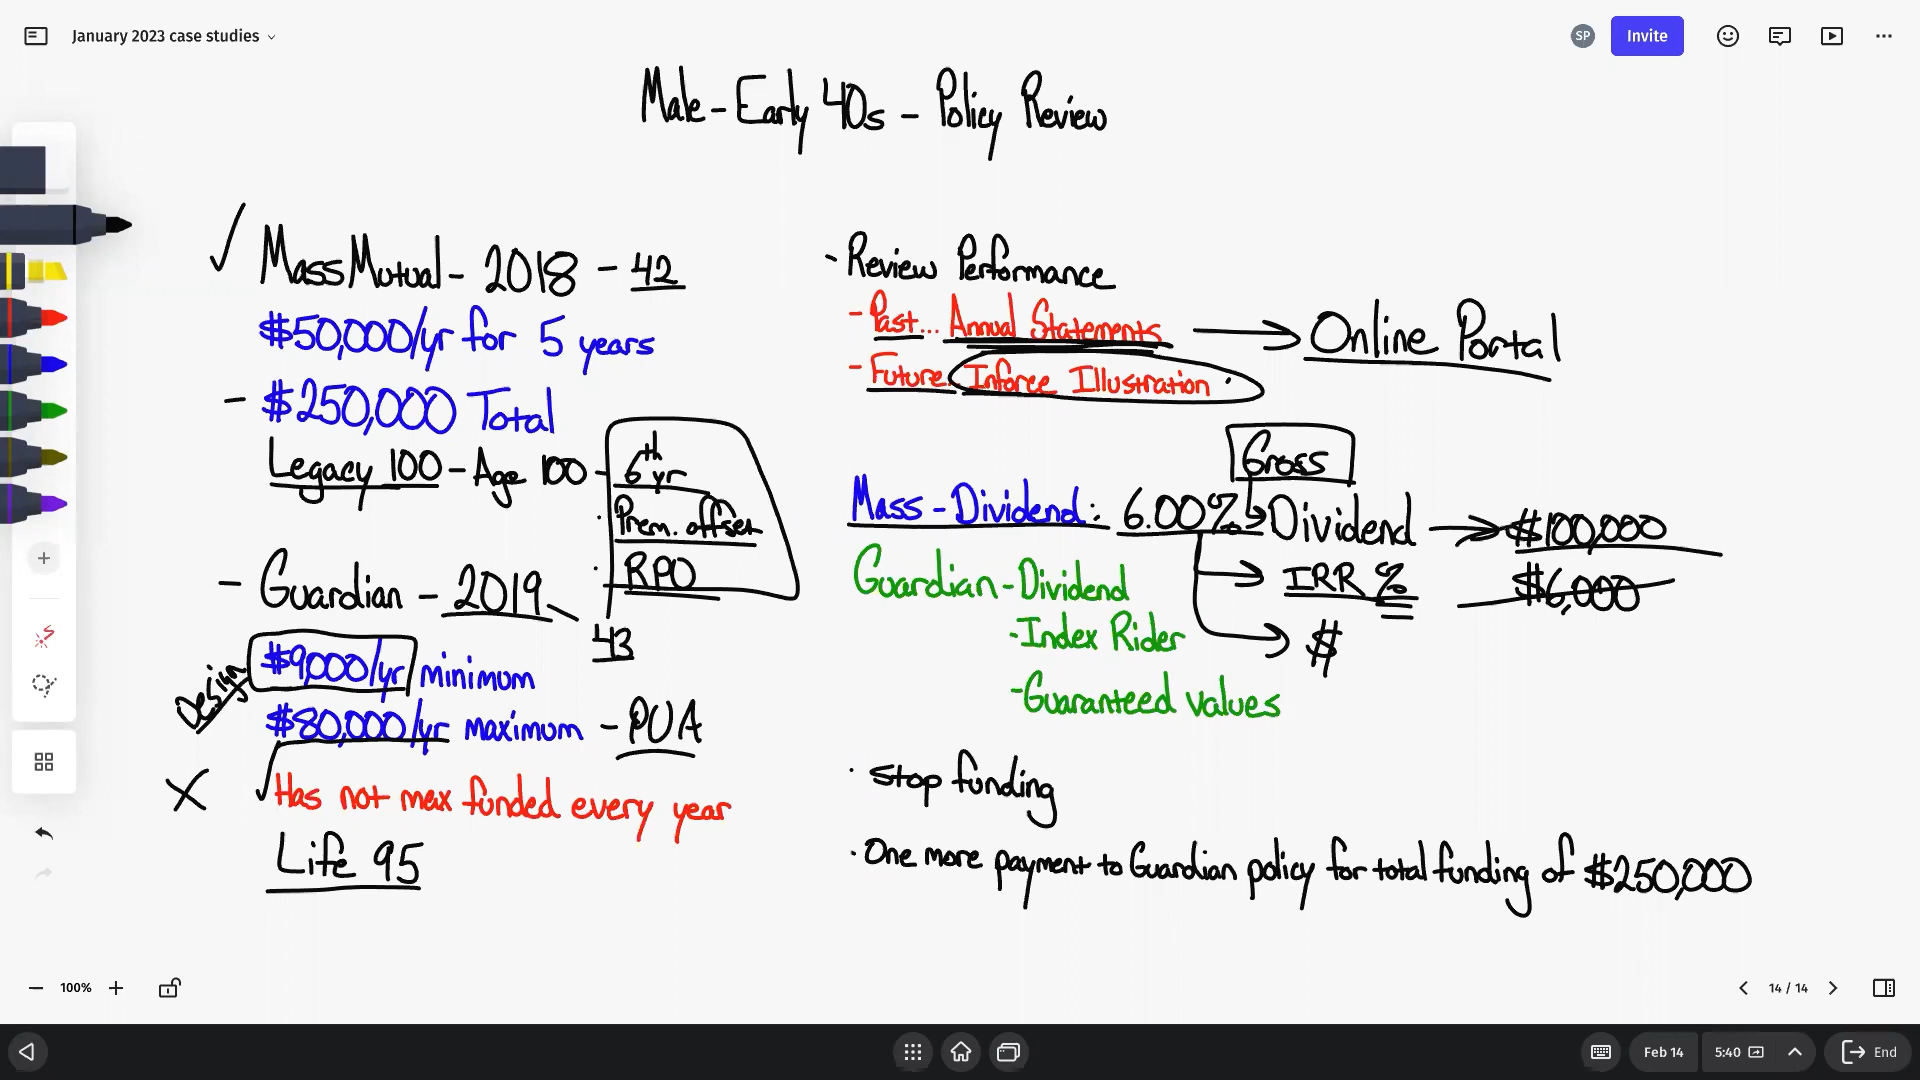 January 2023 case studies
SP
Invite
Male - Early 40s - Policy Review
MassMutual - 2018 - 42
$50,000/yr for 5 years
- $250,000 Total
Legacy 100 - Age 100 -
6th yr
Prem. offset
RPO
- Guardian - 2019
43
Design
$9,000/yr minimum
$80,000/yr maximum - PUA
Has not max funded every year
Life 95
- Review Performance
- Past... Annual Statements
Online Portal
- Future.. Inforce Illustration
Gross
Mass - Dividend: 6.00%
Dividend
$100,000
IRR %
$6,000
$
Guardian - Dividend
- Index Rider
- Guaranteed values
· stop funding
· One more payment to Guardian policy for total funding of $250,000
100%
14 / 14
Feb 14
5:40
End